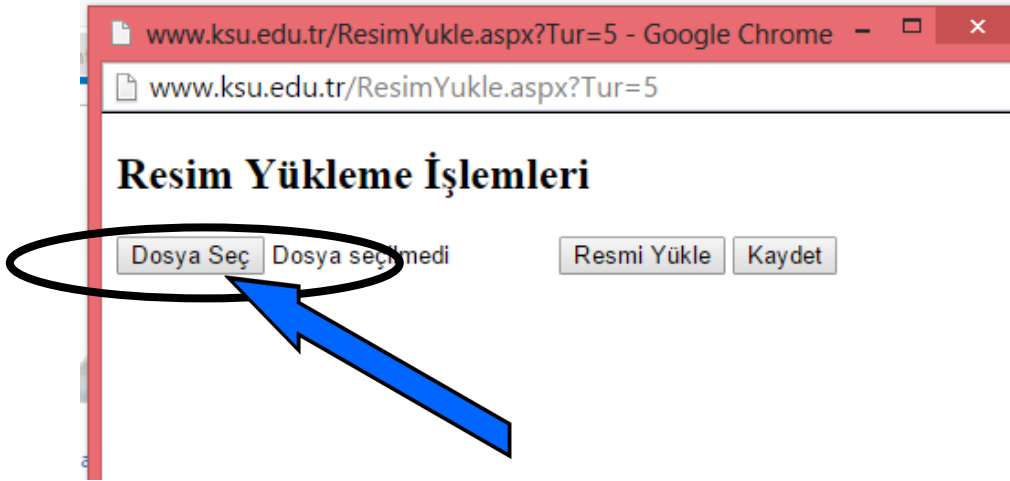 www.ksu.edu.tr/ResimYukle.aspx?Tur=5 - Google Chrome
www.ksu.edu.tr/ResimYukle.aspx?Tur=5
Resim Yükleme İşlemleri
Dosya Seç Dosya seçilmedi Resmi Yükle Kaydet